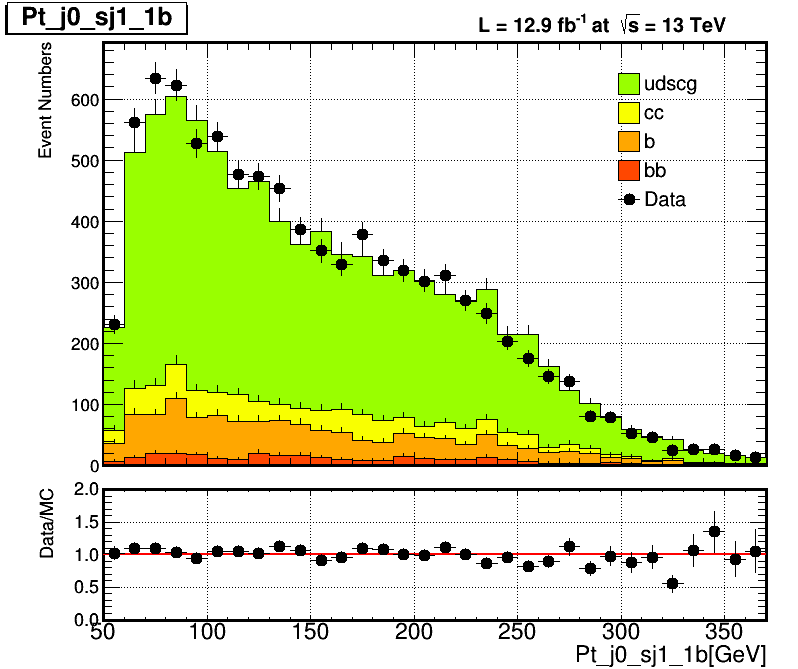 Pt_j0_sj1_1b
L = 12.9 fb⁻¹ at √s = 13 TeV
Event Numbers
600
500
400
300
200
100
0
udscg
cc
b
bb
Data
Data/MC
2.0
1.5
1.0
0.5
0.0
50 100 150 200 250 300 350
Pt_j0_sj1_1b[GeV]